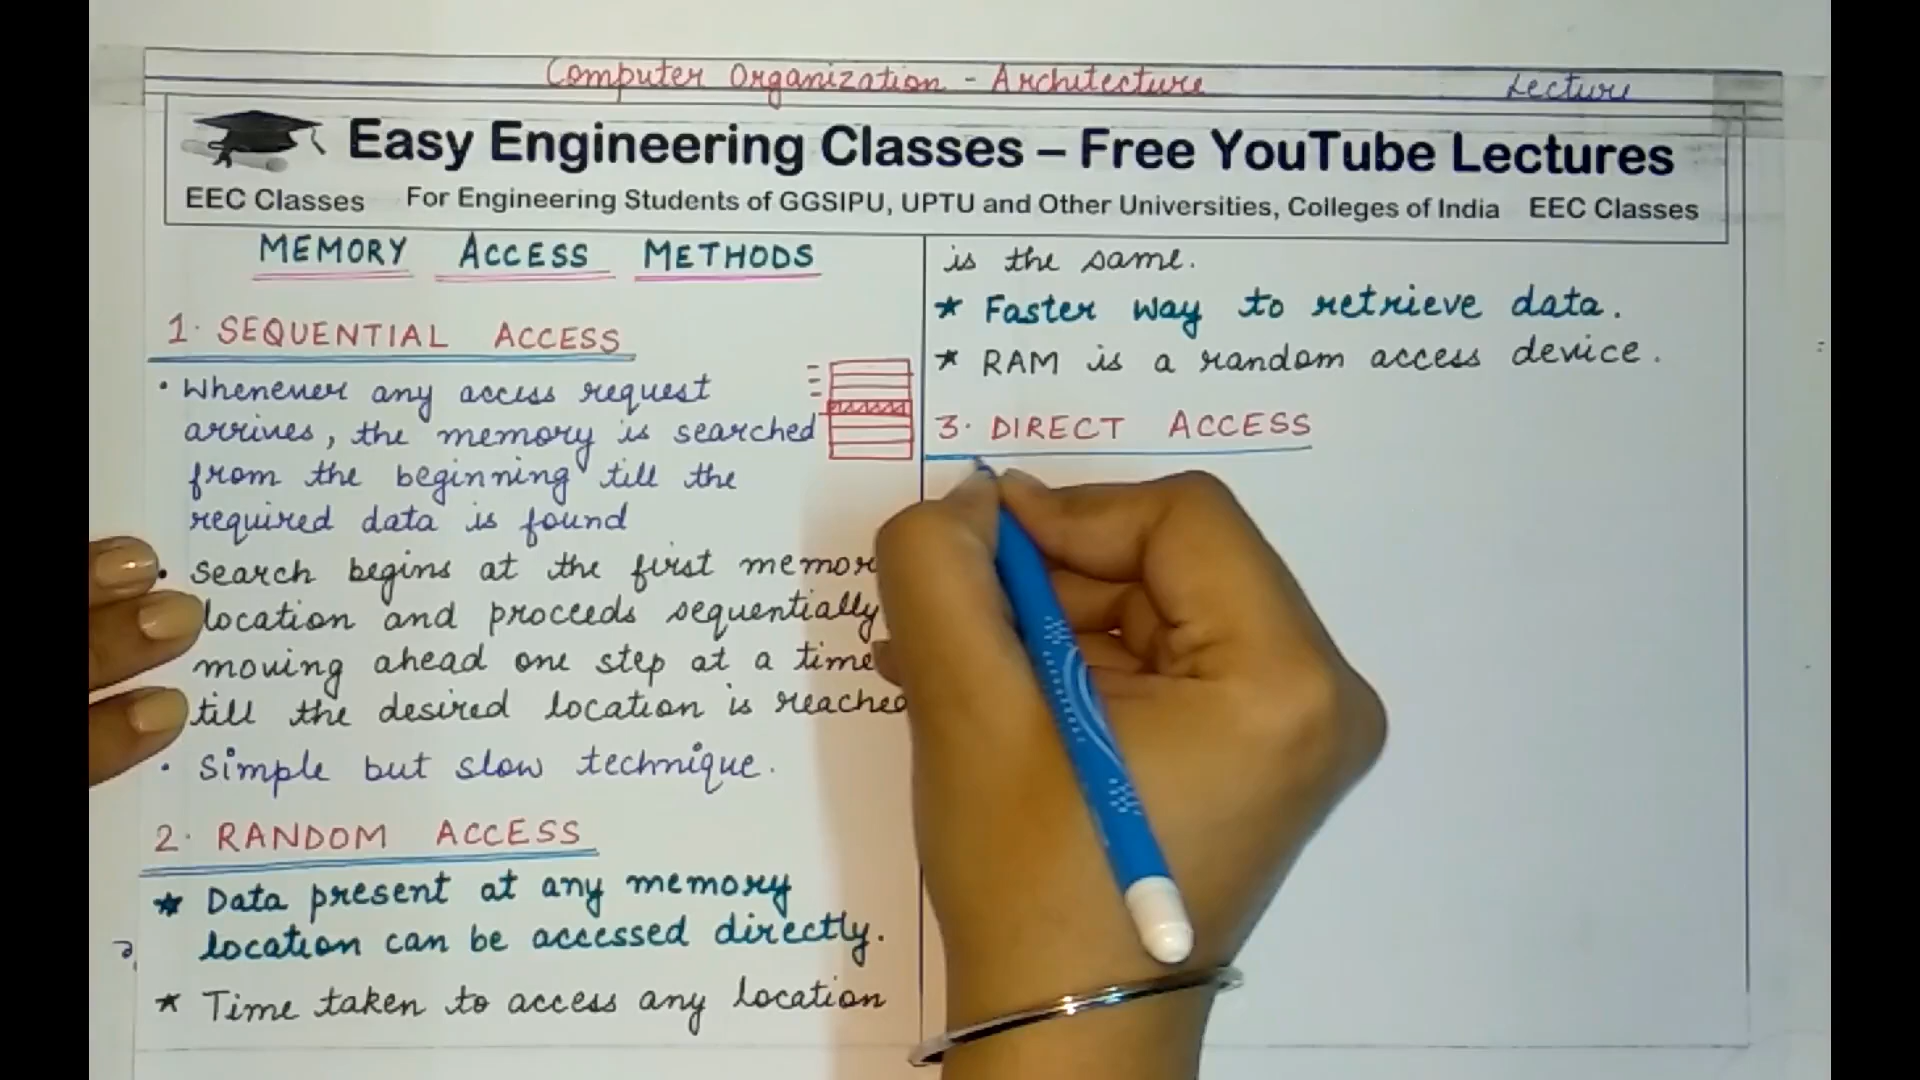 Computer Organization - Architecture Lecture
Easy Engineering Classes – Free YouTube Lectures
EEC Classes For Engineering Students of GGSIPU, UPTU and Other Universities, Colleges of India EEC Classes
MEMORY ACCESS METHODS
1. SEQUENTIAL ACCESS
• Whenever any access request
arrives, the memory is searched
from the beginning till the
required data is found
• Search begins at the first memor
location and proceeds sequentially
moving ahead one step at a time
till the desired location is reached
• Simple but slow technique.
2. RANDOM ACCESS
★ Data present at any memory
location can be accessed directly.
★ Time taken to access any location
is the same.
★ Faster way to retrieve data.
★ RAM is a random access device.
3. DIRECT ACCESS